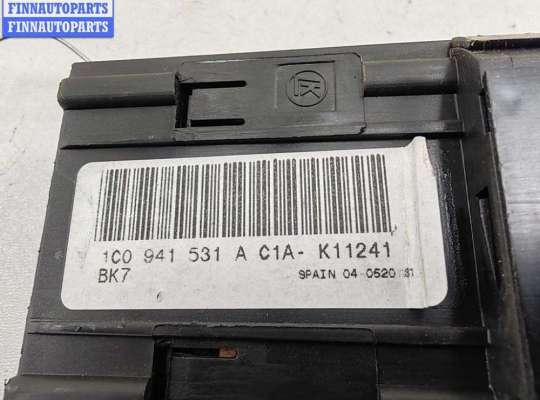 FINNAUTOPARTS
FINNAUTOPARTS
1C0 941 531 A C1A- K11241
BK7
SPAIN 04 0520